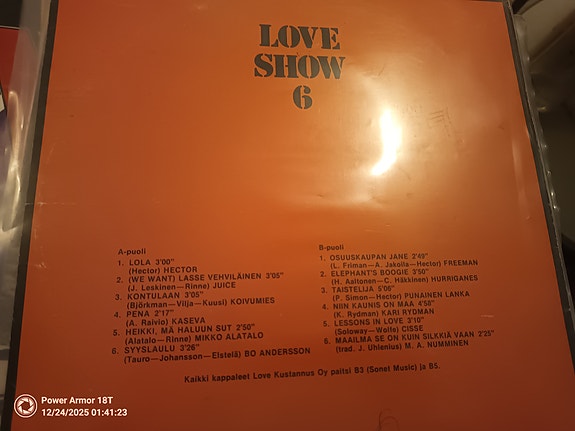 LOVE
SHOW
6
A-puoli
1. LOLA 3'00"
(Hector) HECTOR
2. (WE WANT) LASSE VEHVILÄINEN 3'05"
(J. Leskinen—Rinne) JUICE
3. KONTULAAN 3'05"
(Björkman—Vilja—Kuusi) KOIVUMIES
4. PENA 2'17"
(A. Raivio) KASEVA
5. HEIKKI, MÄ HALUUN SUT 2'50"
(Alatalo—Rinne) MIKKO ALATALO
6. SYYSLAULU 3'26"
(Tauro—Johansson—Elstelä) BO ANDERSSON
B-puoli
1. OSUUSKAUPAN JANE 2'49"
(L. Friman—A. Jakoila—Hector) FREEMAN
2. ELEPHANT'S BOOGIE 3'50"
(H. Aaltonen—C. Häkkinen) HURRIGANES
3. TAISTELIJA 5'06"
(P. Simon—Hector) PUNAINEN LANKA
4. NIIN KAUNIS ON MAA 4'50"
(K. Rydman) KARI RYDMAN
5. LESSONS IN LOVE 3'10"
(Soloway—Wolfe) CISSE
6. MAAILMA SE ON KUIN SILKKIÄ VAAN 2'25"
(trad. J. Uhlenius) M. A. NUMMINEN
Kaikki kappaleet Love Kustannus Oy paitsi B3 (Sonet Music) ja B5.
Power Armor 18T
12/24/2025 01:41:23